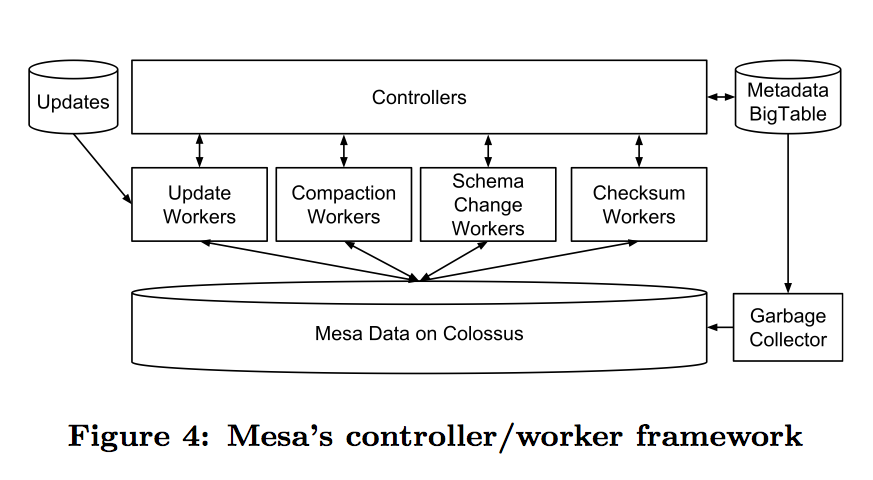 Updates
Controllers
Metadata
BigTable
Update
Workers
Compaction
Workers
Schema
Change
Workers
Checksum
Workers
Mesa Data on Colossus
Garbage
Collector
Figure 4: Mesa's controller/worker framework